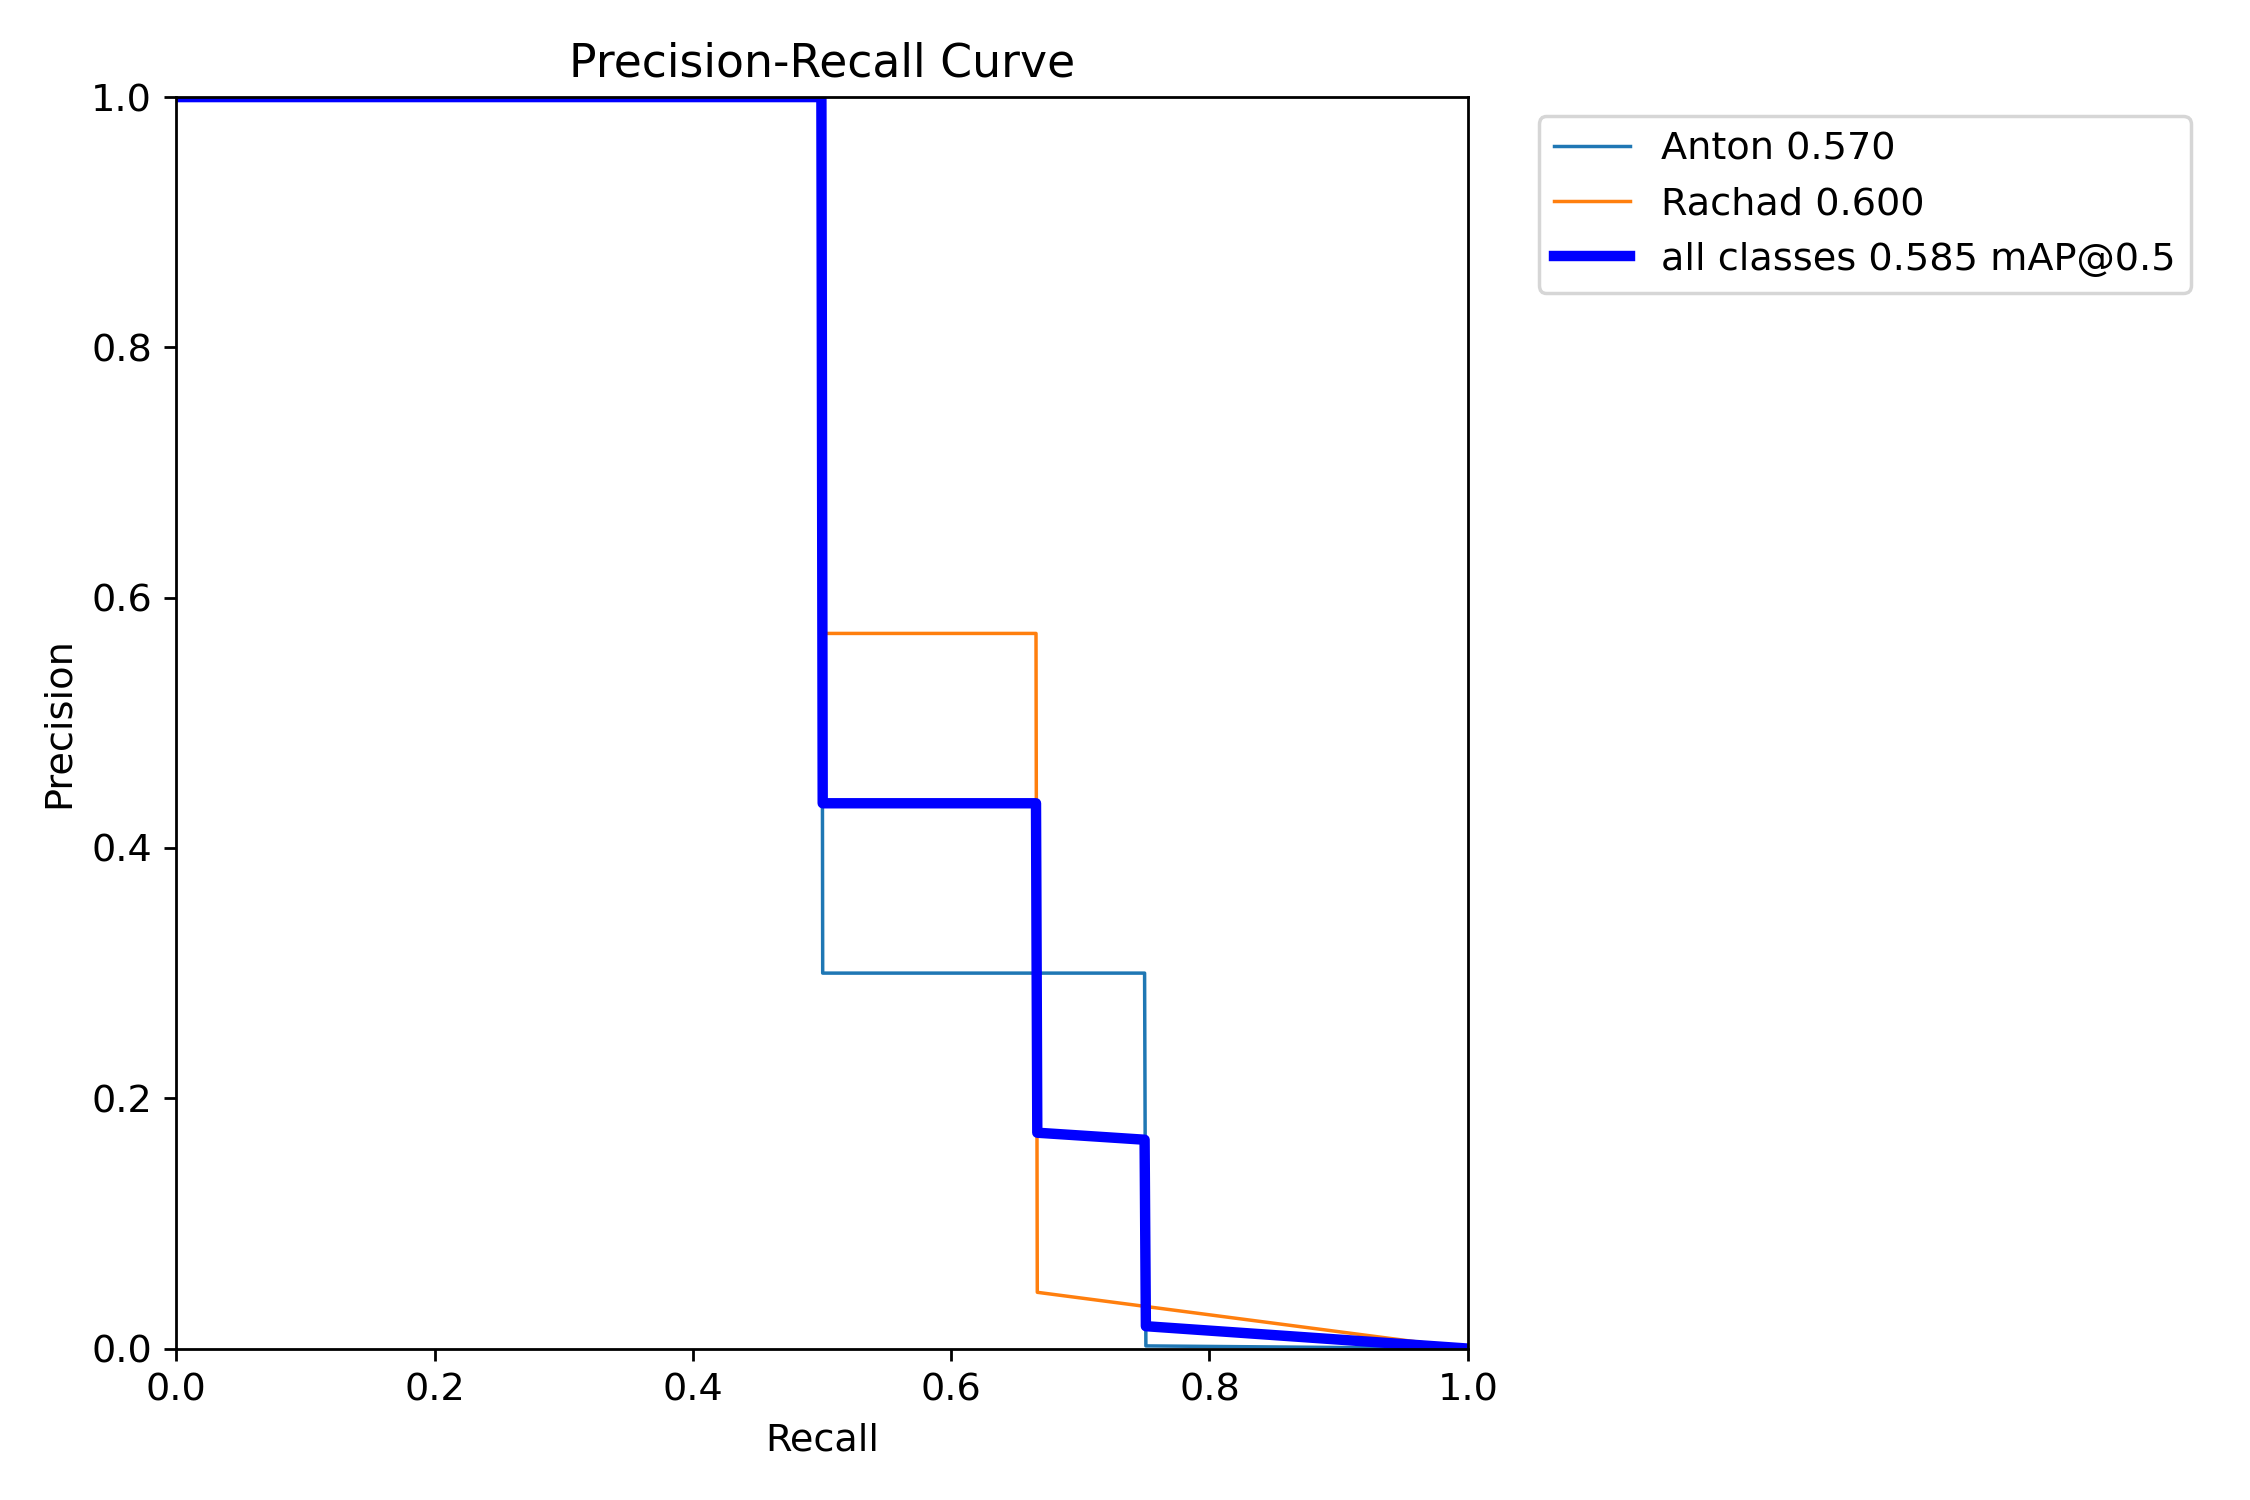 Precision-Recall Curve
1.0
0.8
0.6
0.4
0.2
0.0
Precision
0.0 0.2 0.4 0.6 0.8 1.0
Recall
Anton 0.570
Rachad 0.600
all classes 0.585 mAP@0.5